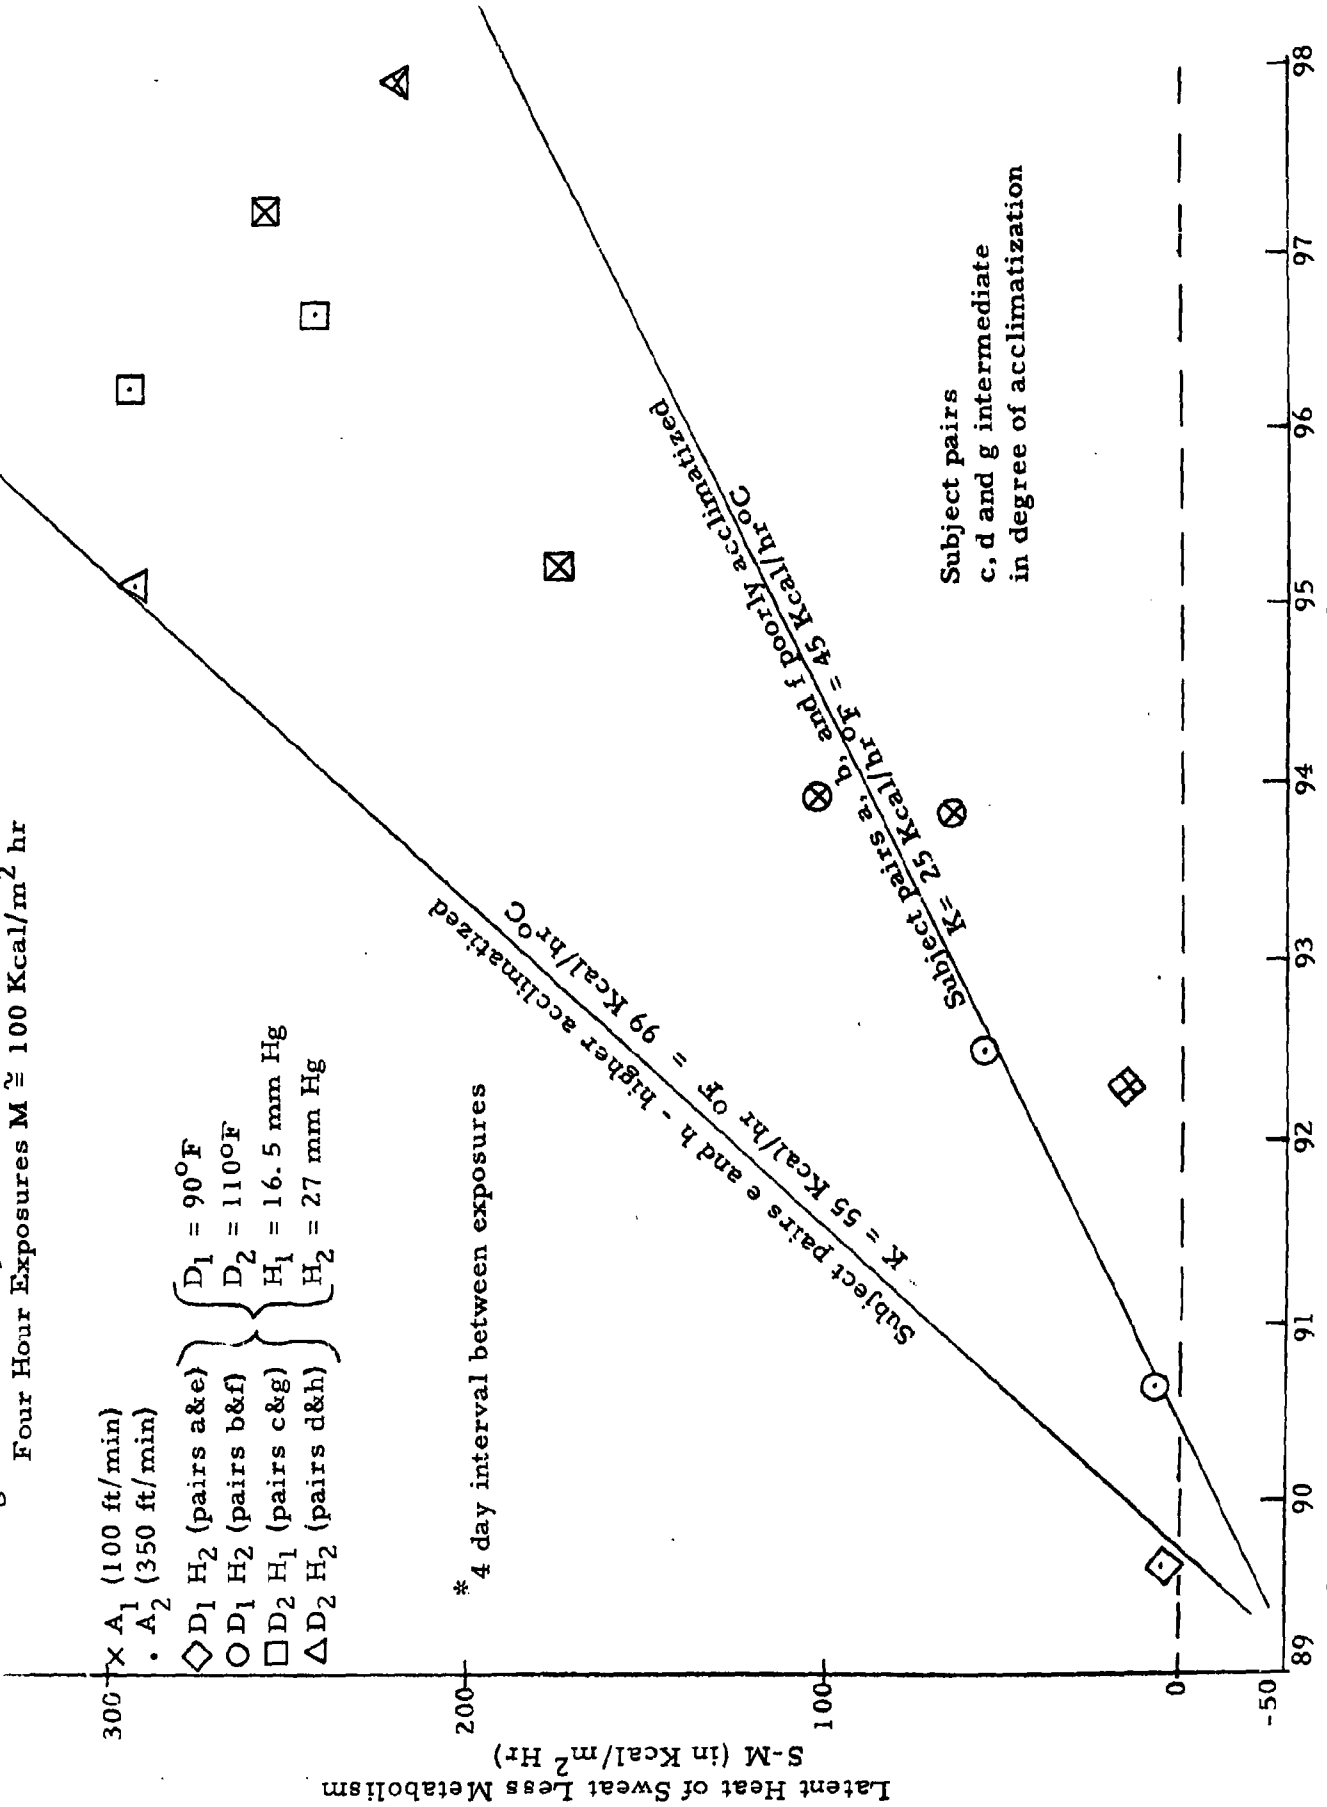 Four Hour Exposures M ≅ 100 Kcal/m² hr
× A₁ (100 ft/min)
• A₂ (350 ft/min)
◇ D₁ H₂ (pairs a&e)
○ D₁ H₂ (pairs b&f)
□ D₂ H₁ (pairs c&g)
△ D₂ H₂ (pairs d&h)
D₁ = 90°F
D₂ = 110°F
H₁ = 16.5 mm Hg
H₂ = 27 mm Hg
* 4 day interval between exposures
Subject pairs e and h - higher acclimatized
K = 55 Kcal/hr °F = 99 Kcal/hr°C
Subject pairs a, b, and f poorly acclimatized
K= 25 Kcal/hr°F = 45 Kcal/hr°C
Subject pairs
c, d and g intermediate
in degree of acclimatization
Latent Heat of Sweat Less Metabolism
S-M (in Kcal/m² Hr)
300
200
100
0
-50
89
90
91
92
93
94
95
96
97
98